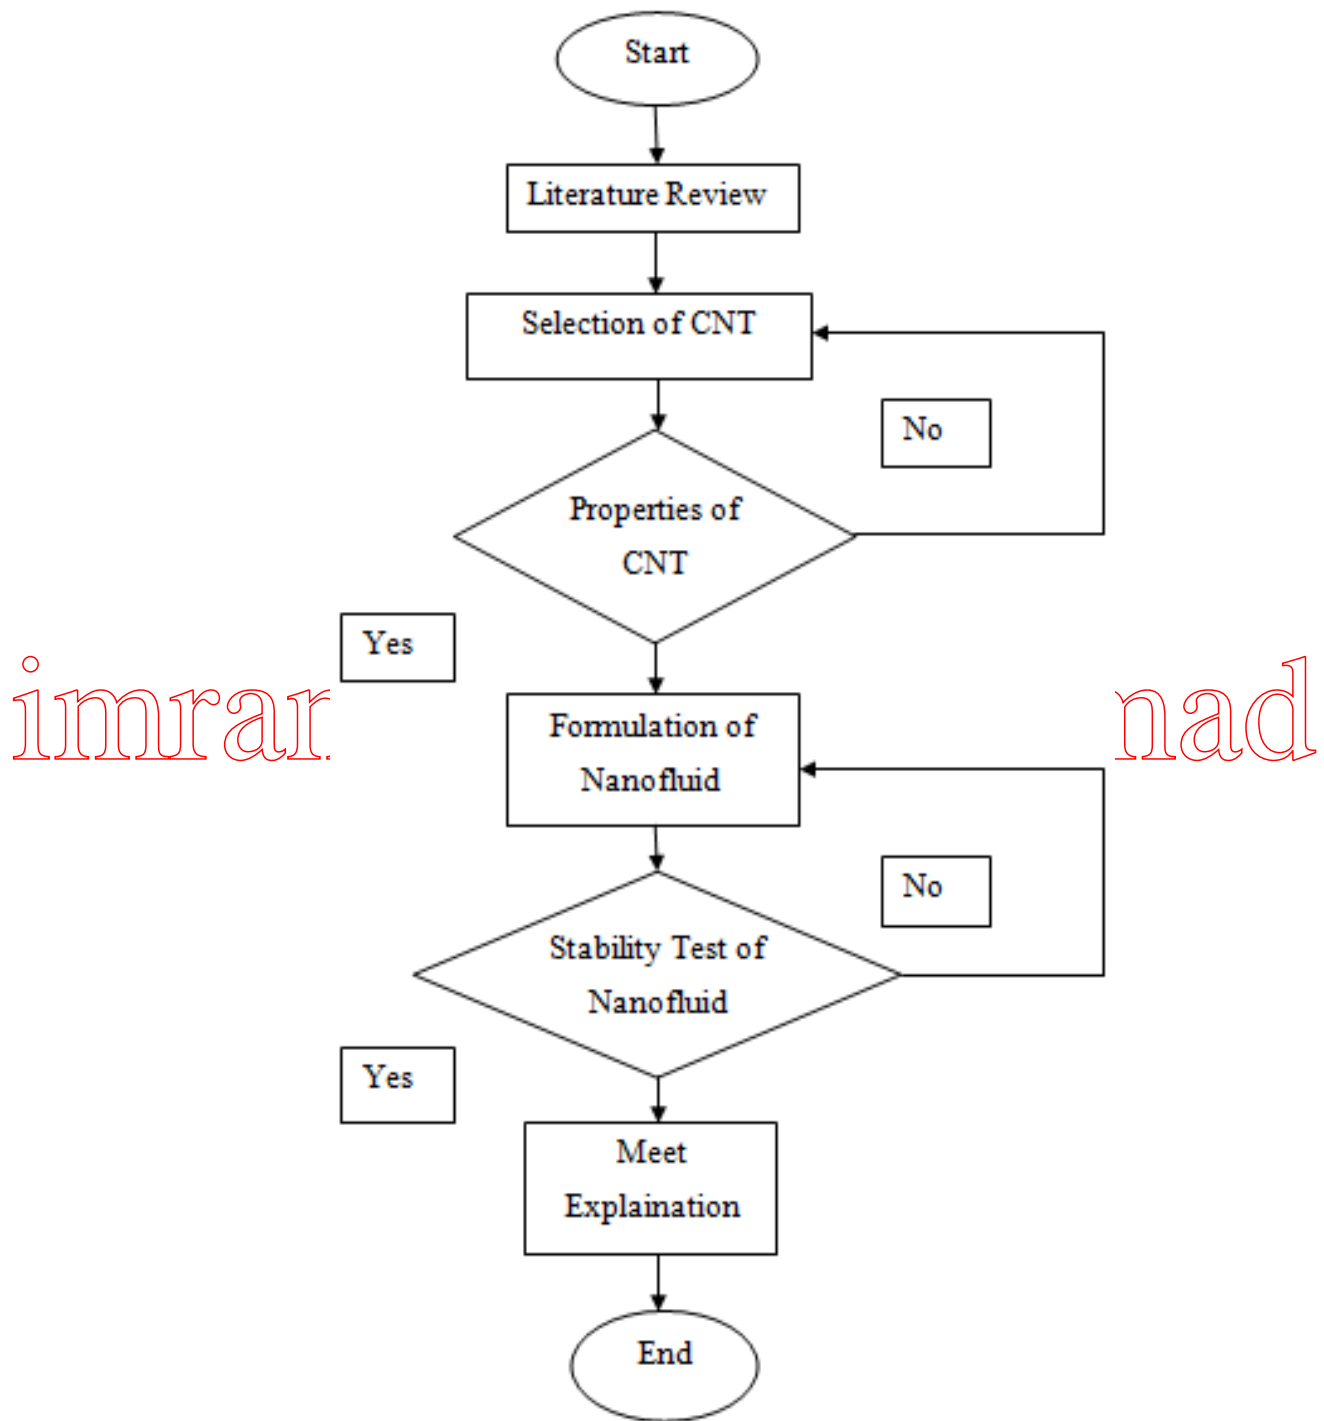 Start
Literature Review
Selection of CNT
No
Properties of
CNT
Yes
Formulation of
Nanofluid
No
Stability Test of
Nanofluid
Yes
Meet
Explaination
End